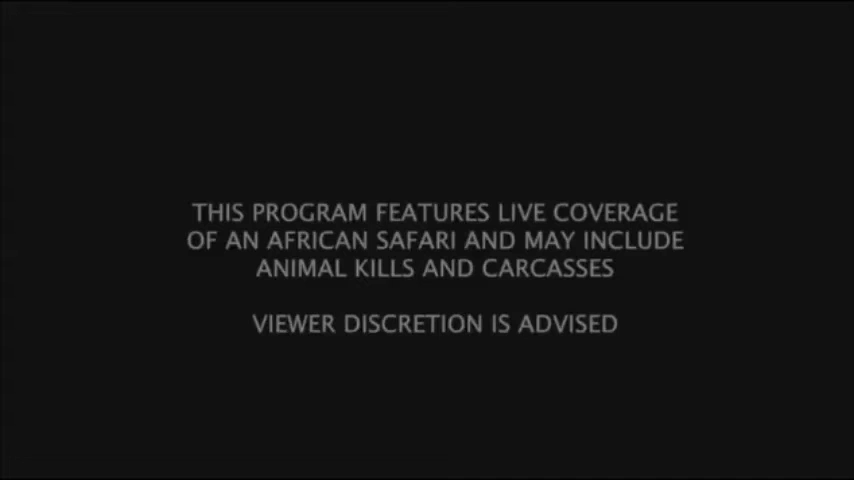 THIS PROGRAM FEATURES LIVE COVERAGE
OF AN AFRICAN SAFARI AND MAY INCLUDE
ANIMAL KILLS AND CARCASSES
VIEWER DISCRETION IS ADVISED